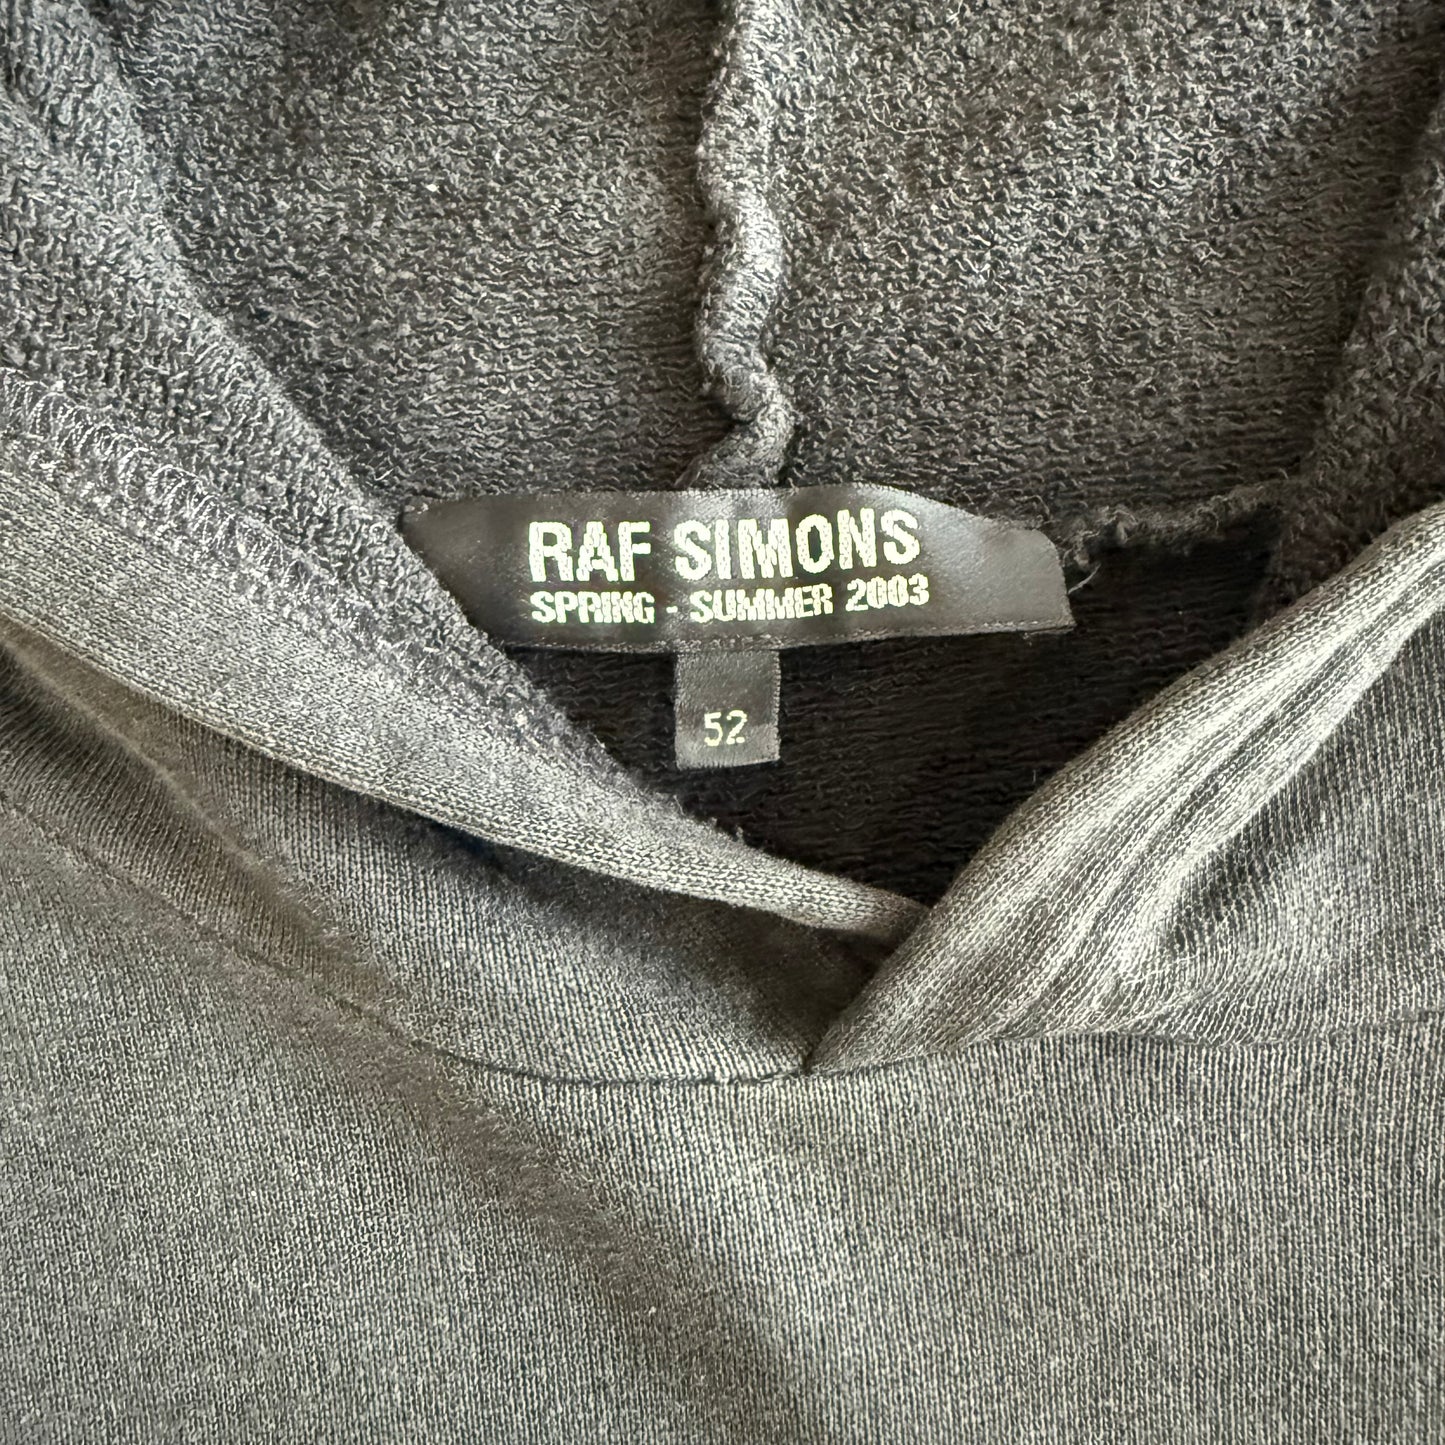 RAF SIMONS
SPRING - SUMMER 2003
52